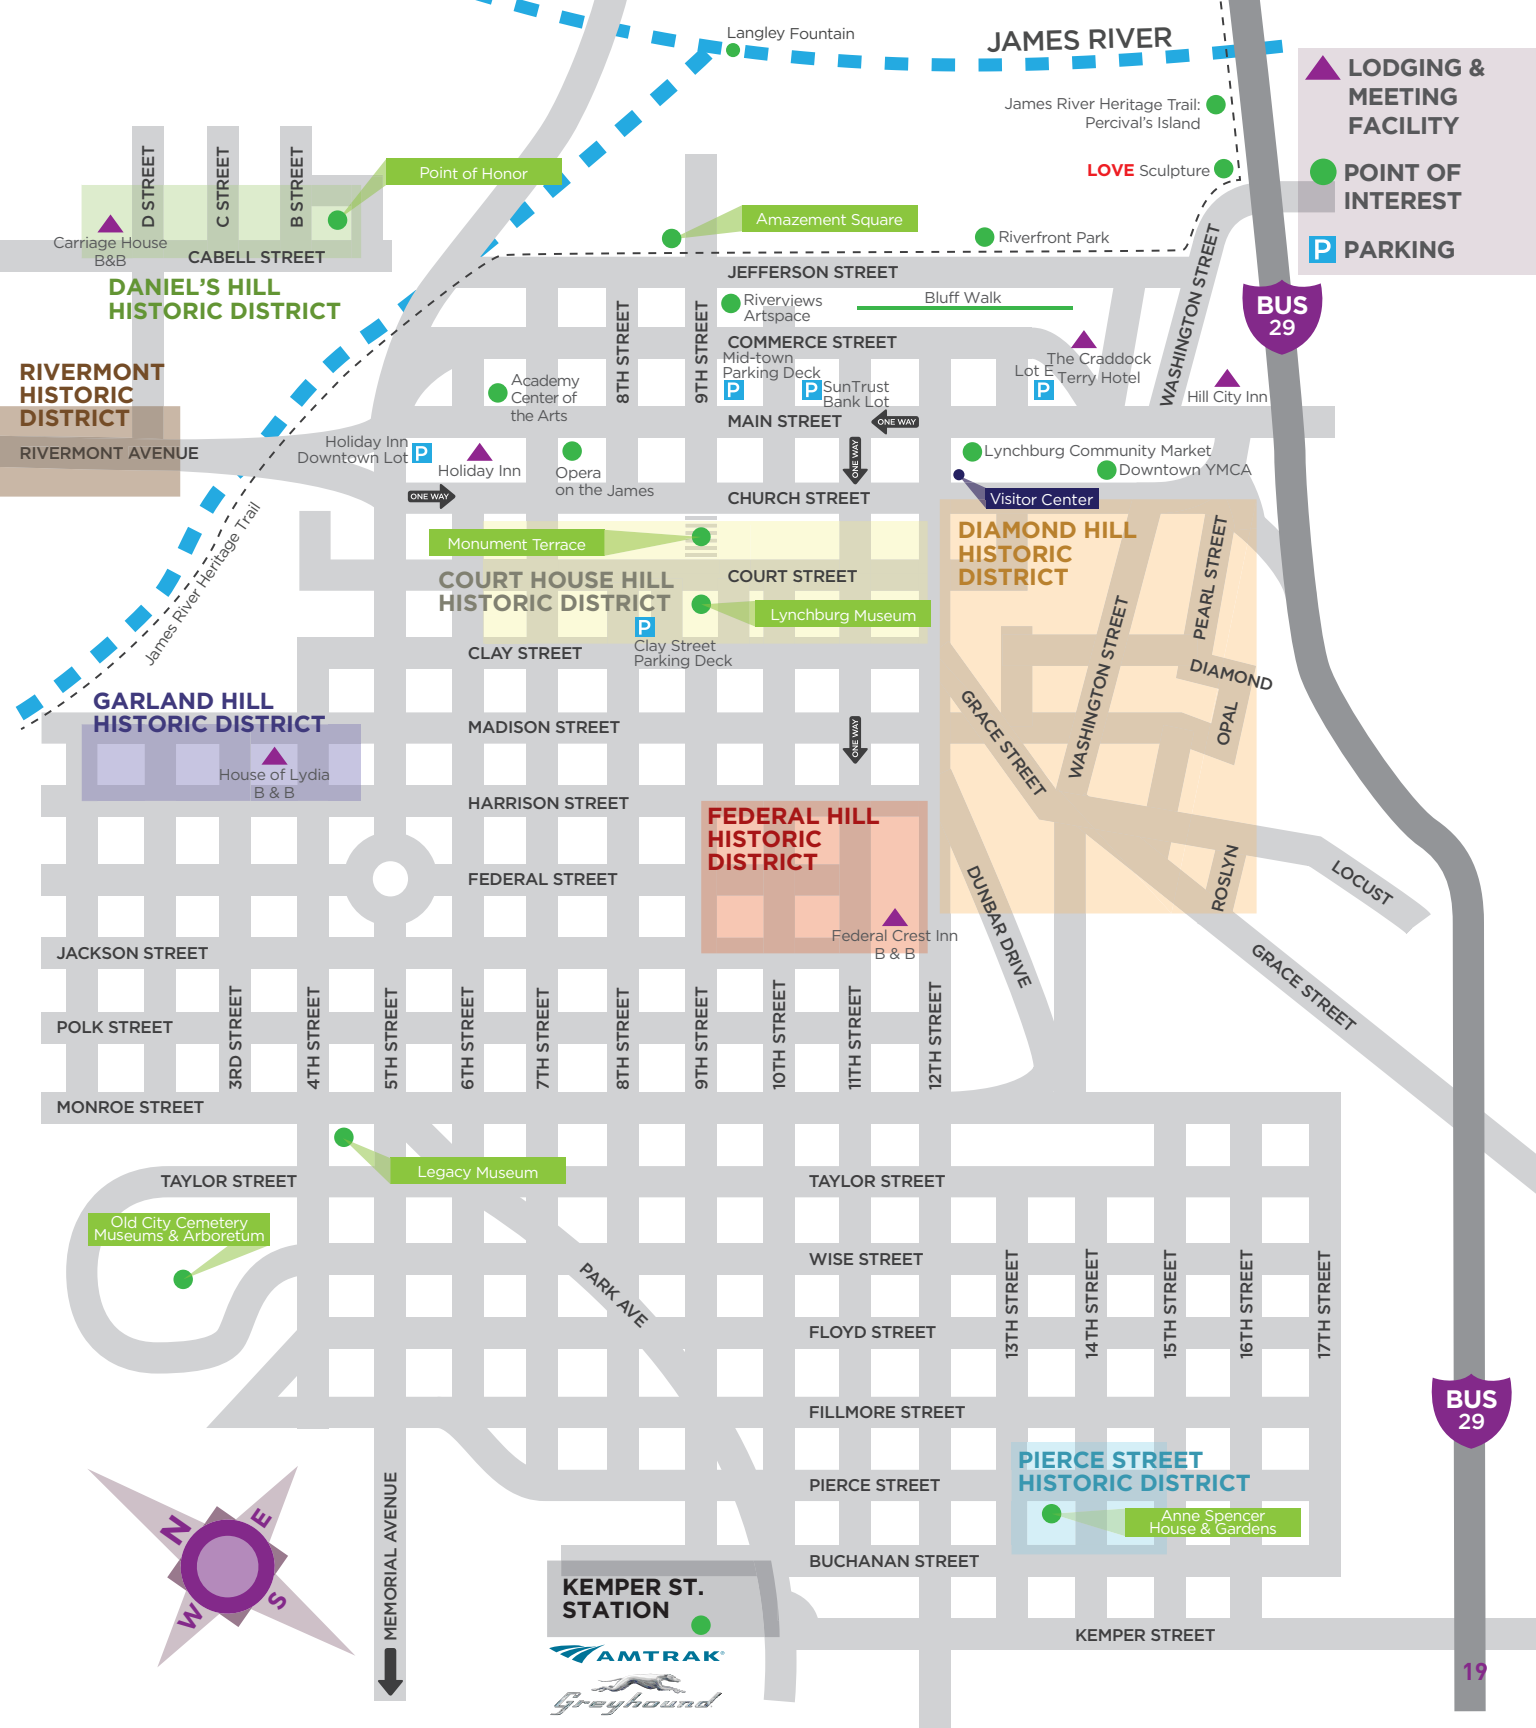 Langley Fountain
JAMES RIVER
LODGING &
MEETING
FACILITY
POINT OF
INTEREST
P PARKING
James River Heritage Trail:
Percival's Island
LOVE Sculpture
D STREET
C STREET
B STREET
Point of Honor
Carriage House
B&B
CABELL STREET
DANIEL'S HILL
HISTORIC DISTRICT
Amazement Square
Riverfront Park
JEFFERSON STREET
WASHINGTON STREET
BUS
29
Riverviews
Artspace
Bluff Walk
8TH STREET
9TH STREET
COMMERCE STREET
Mid-town
Parking Deck
P
P
SunTrust
Bank Lot
The Craddock
Terry Hotel
Lot E
P
Hill City Inn
RIVERMONT
HISTORIC
DISTRICT
RIVERMONT AVENUE
Academy
Center of
the Arts
MAIN STREET
ONE WAY
Holiday Inn
Downtown Lot
P
Holiday Inn
Opera
on the James
ONE WAY
Lynchburg Community Market
Downtown YMCA
ONE WAY
CHURCH STREET
Visitor Center
James River Heritage Trail
Monument Terrace
COURT HOUSE HILL
HISTORIC DISTRICT
COURT STREET
Lynchburg Museum
P
Clay Street
Parking Deck
CLAY STREET
DIAMOND HILL
HISTORIC
DISTRICT
PEARL STREET
WASHINGTON STREET
DIAMOND
OPAL
GRACE STREET
GARLAND HILL
HISTORIC DISTRICT
House of Lydia
B & B
MADISON STREET
ONE WAY
HARRISON STREET
FEDERAL HILL
HISTORIC
DISTRICT
Federal Crest Inn
B & B
FEDERAL STREET
DUNBAR DRIVE
ROSLYN
LOCUST
GRACE STREET
JACKSON STREET
POLK STREET
3RD STREET
4TH STREET
5TH STREET
6TH STREET
7TH STREET
8TH STREET
9TH STREET
10TH STREET
11TH STREET
12TH STREET
MONROE STREET
Legacy Museum
TAYLOR STREET
TAYLOR STREET
Old City Cemetery
Museums & Arboretum
WISE STREET
PARK AVE
FLOYD STREET
13TH STREET
14TH STREET
15TH STREET
16TH STREET
17TH STREET
FILLMORE STREET
BUS
29
PIERCE STREET
HISTORIC DISTRICT
PIERCE STREET
Anne Spencer
House & Gardens
BUCHANAN STREET
N
E
W
S
MEMORIAL AVENUE
KEMPER ST.
STATION
AMTRAK®
Greyhound
KEMPER STREET
19